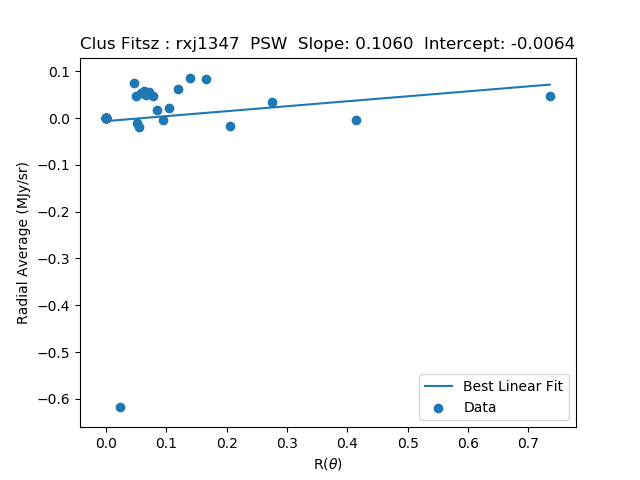 Clus Fitsz : rxj1347  PSW  Slope: 0.1060  Intercept: -0.0064
Radial Average (MJy/sr)
0.1
0.0
−0.1
−0.2
−0.3
−0.4
−0.5
−0.6
Best Linear Fit
Data
0.0 0.1 0.2 0.3 0.4 0.5 0.6 0.7
R(θ)